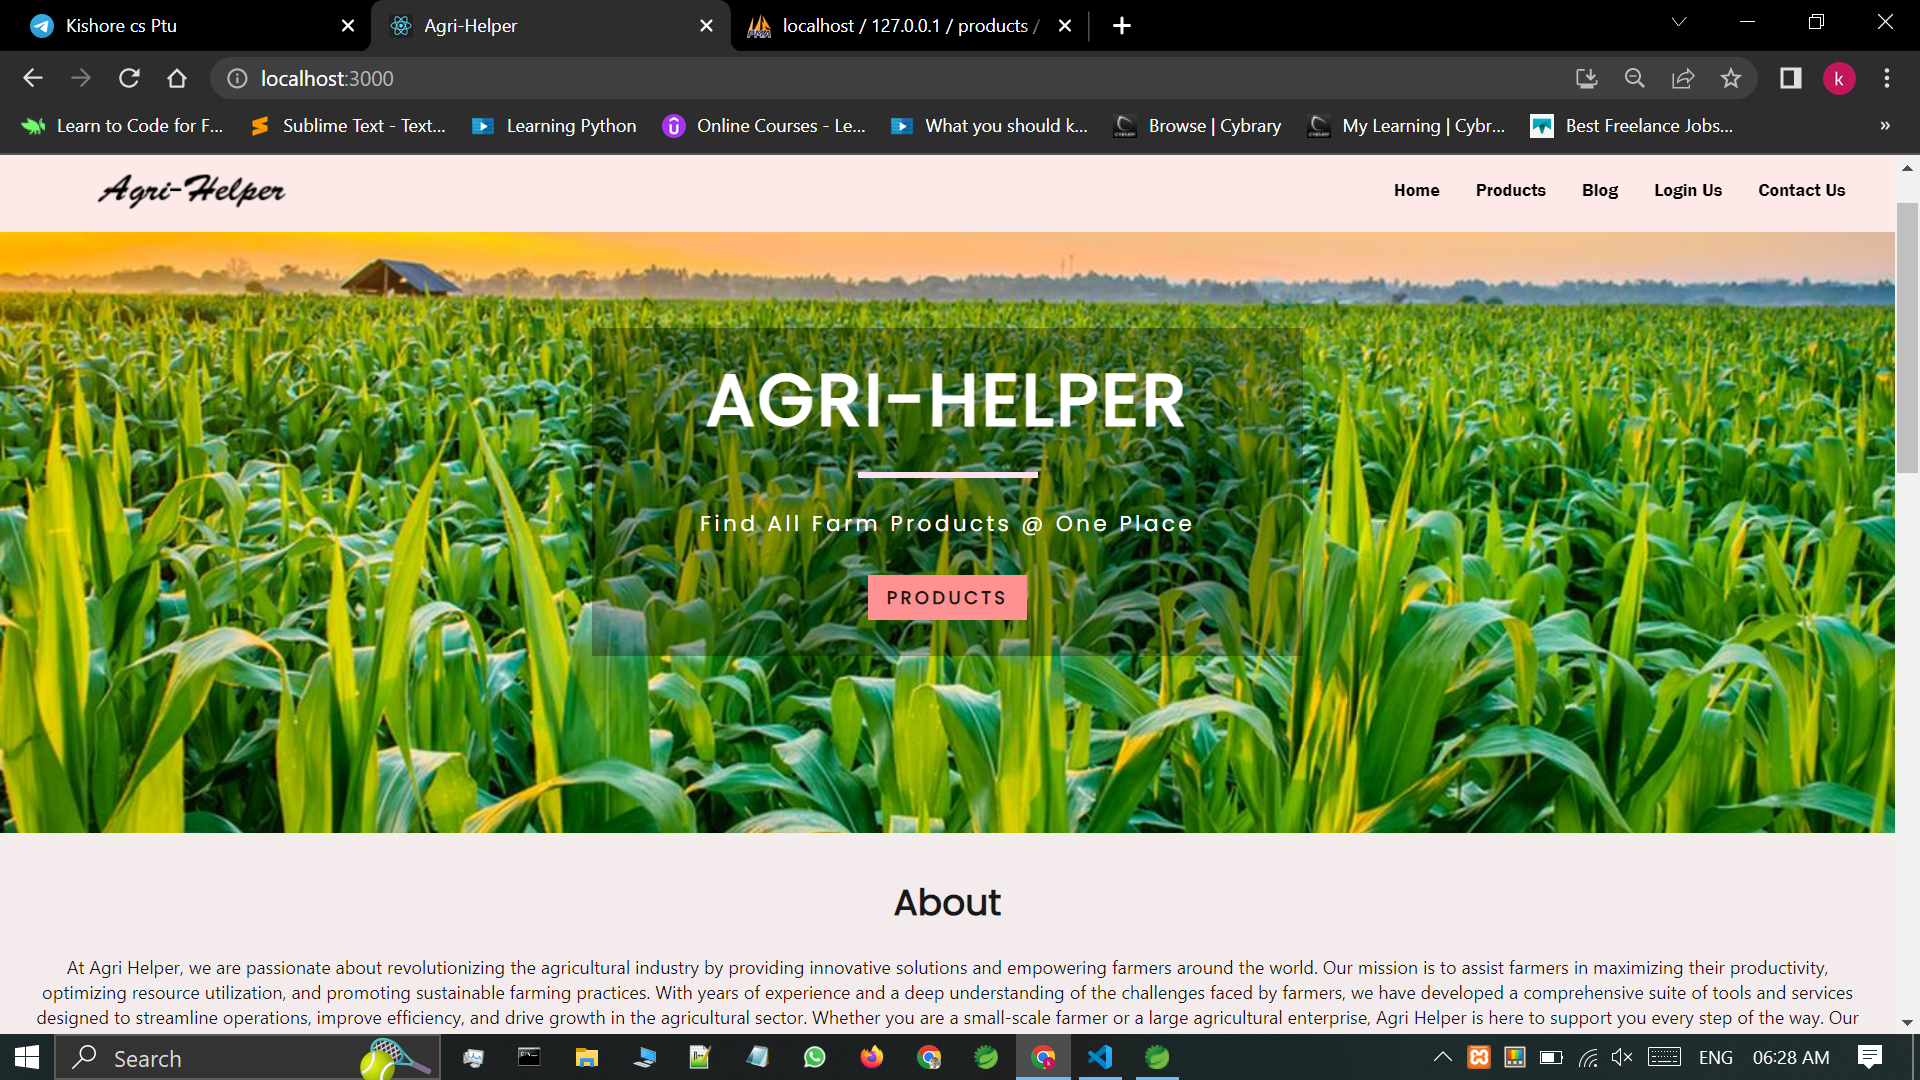 Kishore cs Ptu
Agri-Helper
localhost / 127.0.0.1 / products /
localhost:3000
k
Learn to Code for F...
Sublime Text - Text...
Learning Python
Online Courses - Le...
What you should k...
Browse | Cybrary
My Learning | Cybr...
Best Freelance Jobs...
»
Agri-Helper
Home
Products
Blog
Login Us
Contact Us
AGRI-HELPER
Find All Farm Products @ One Place
PRODUCTS
About
At Agri Helper, we are passionate about revolutionizing the agricultural industry by providing innovative solutions and empowering farmers around the world. Our mission is to assist farmers in maximizing their productivity,
optimizing resource utilization, and promoting sustainable farming practices. With years of experience and a deep understanding of the challenges faced by farmers, we have developed a comprehensive suite of tools and services
designed to streamline operations, improve efficiency, and drive growth in the agricultural sector. Whether you are a small-scale farmer or a large agricultural enterprise, Agri Helper is here to support you every step of the way. Our
Search
ENG
06:28 AM